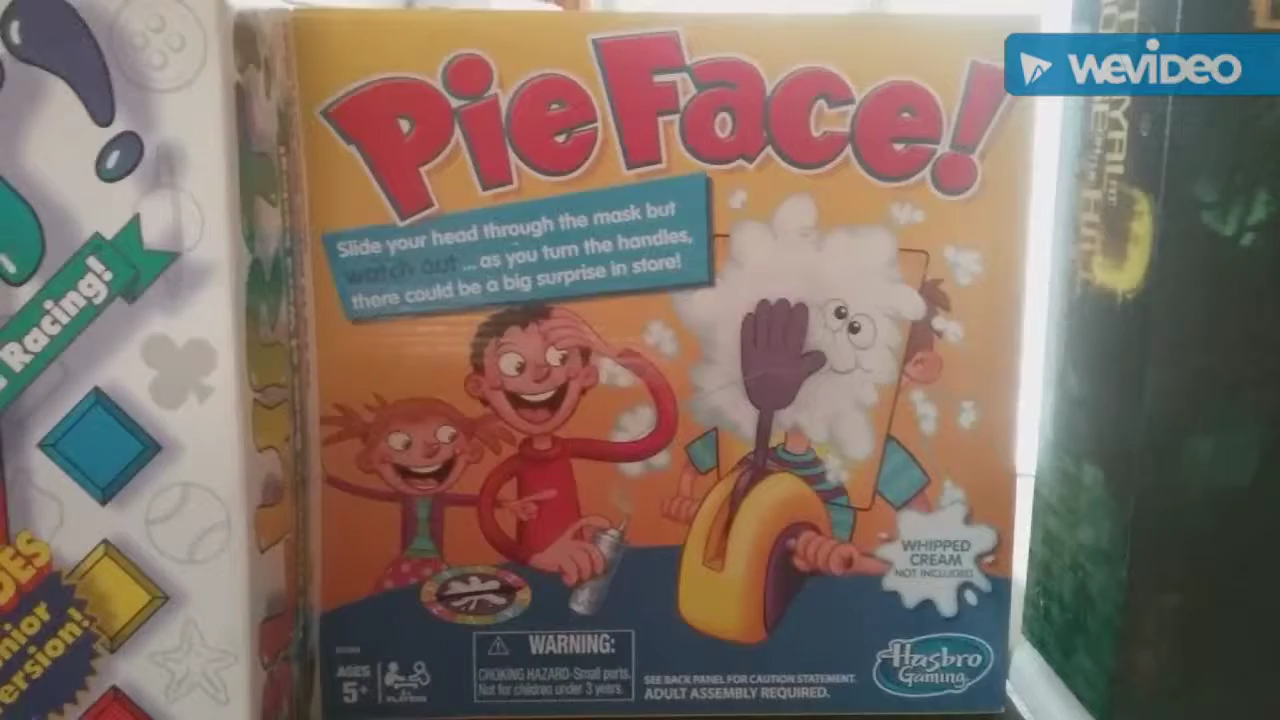 Pie Face!
WEVIDEO
Slide your head through the mask but
watch out ... as you turn the handles,
there could be a big surprise in store!
Racing!
WHIPPED
CREAM
NOT INCLUDED
WARNING:
CHOKING HAZARD-Small parts.
Not for children under 3 years.
AGES
5+
PLAYERS
SEE BACK PANEL FOR CAUTION STATEMENT.
ADULT ASSEMBLY REQUIRED.
Hasbro
Gaming